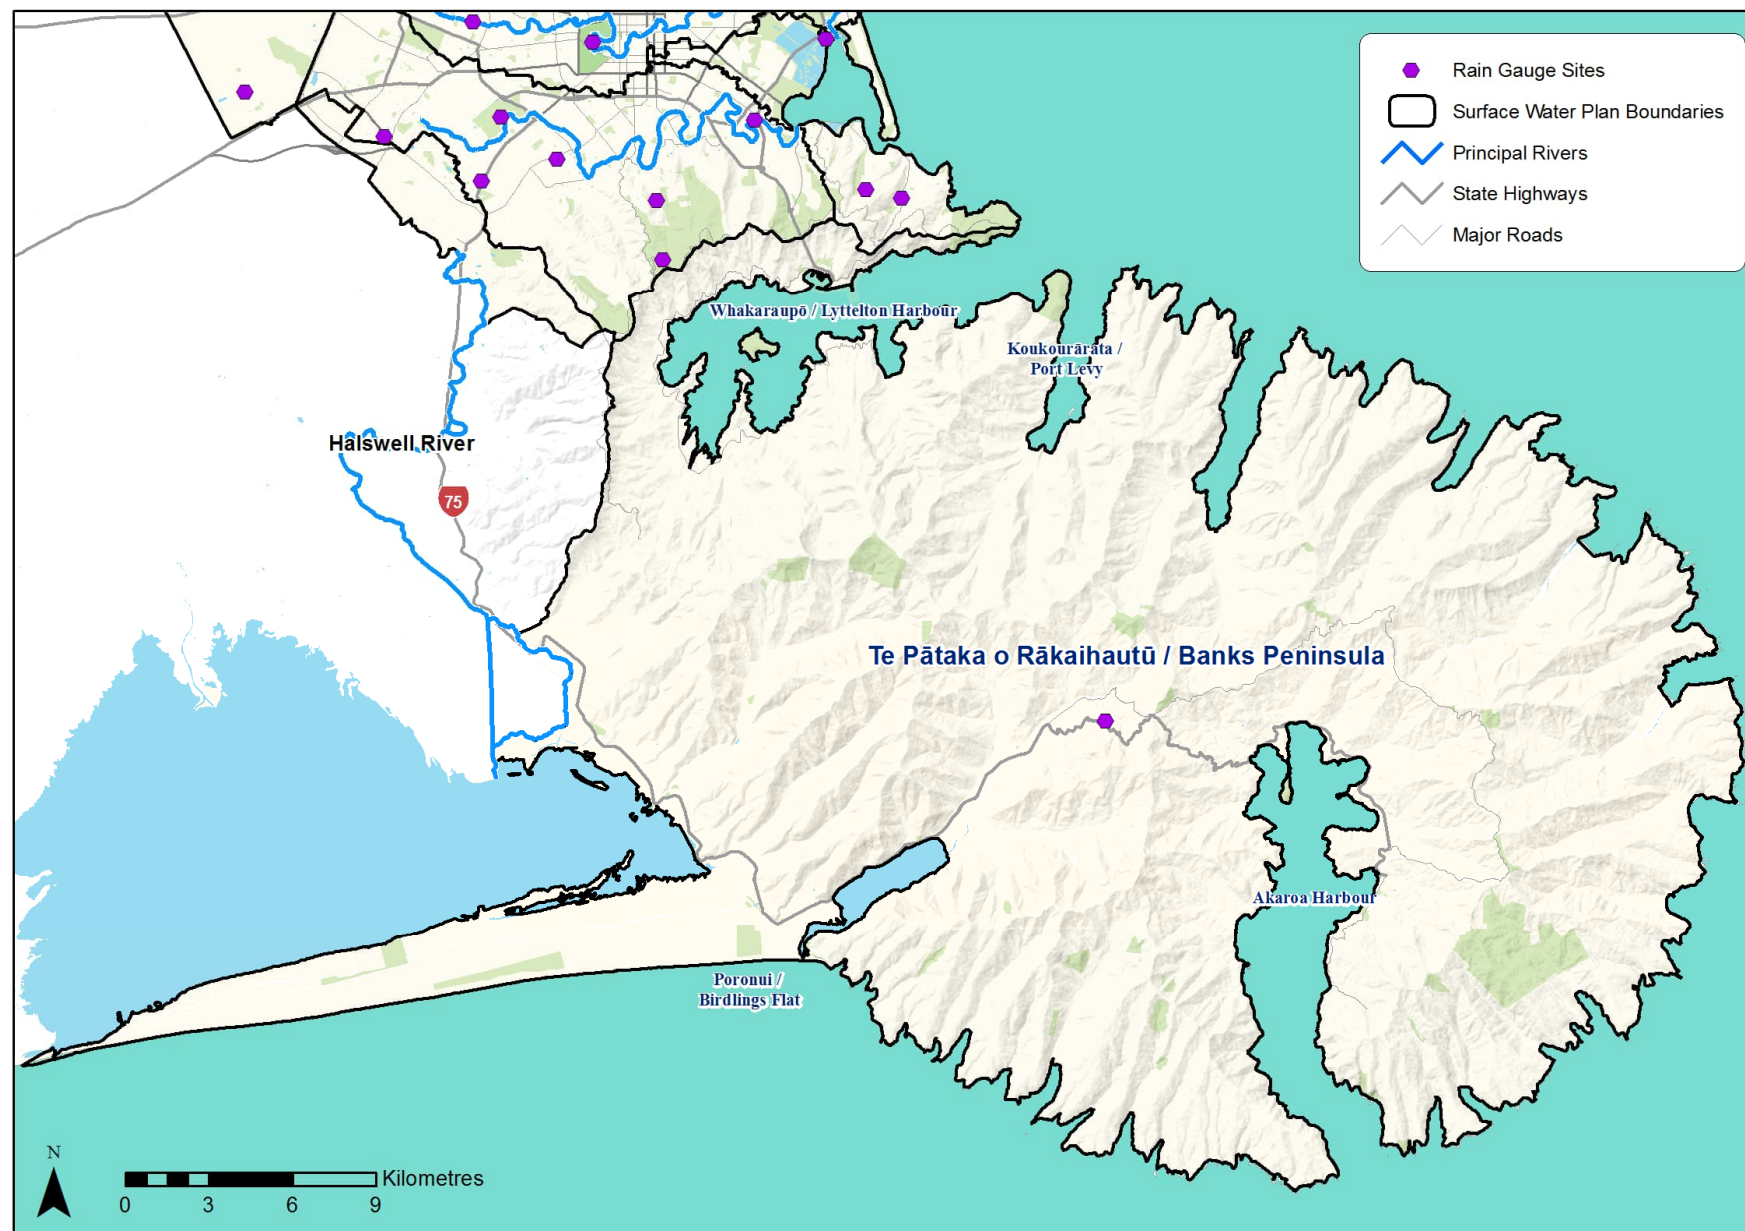 Rain Gauge Sites
Surface Water Plan Boundaries
Principal Rivers
State Highways
Major Roads
Whakaraupō / Lyttelton Harbour
Koukourārata /
Port Levy
Halswell River
75
Te Pātaka o Rākaihautū / Banks Peninsula
Akaroa Harbour
Poronui /
Birdlings Flat
N
Kilometres
0 3 6 9